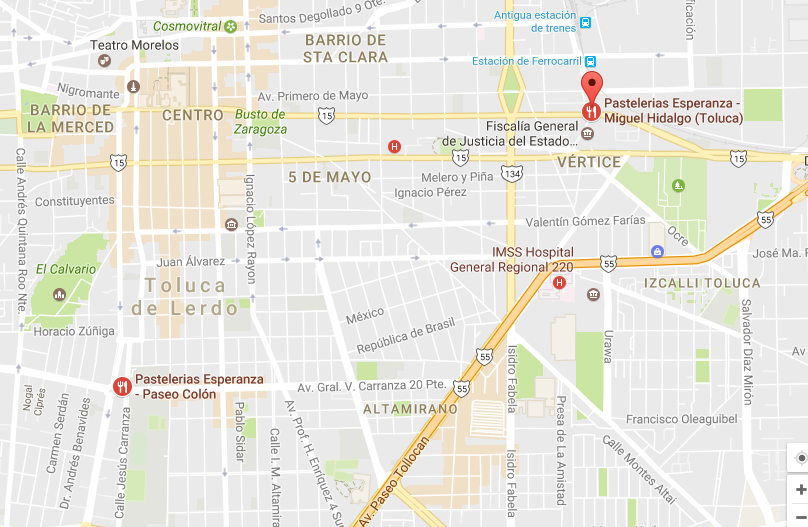 Santos Degollado 9 Ote.
Antigua estación
de trenes
Cosmovitral
Teatro Morelos
BARRIO DE
STA CLARA
Estación de Ferrocarril
Nigromante
Av. Primero de Mayo
Pastelerias Esperanza -
Miguel Hidalgo (Toluca)
BARRIO DE
LA MERCED
CENTRO
Busto de
Zaragoza
15
Fiscalía General
de Justicia del Estado...
15
15
15
VÉRTICE
134
5 DE MAYO
Melero y Piña
Ignacio Pérez
Constituyentes
Calle Andrés Quintana Roo Nte.
Ignacio López Rayon
Valentín Gómez Farías
55
Ocre
IMSS Hospital
General Regional 220
55
José Ma.
El Calvario
Juan Álvarez
Toluca
de Lerdo
IZCALLI TOLUCA
México
República de Brasil
Horacio Zúñiga
Urawa
Salvador Díaz Mirón
55
Av
Pastelerias Esperanza
- Paseo Colón
Av. Gral. V. Carranza 20 Pte.
55
Isidro Fabela
ALTAMIRANO
Nogal
Ciprés
Carmen Serdán
Dr. Andrés Benavides
Calle Jesús Carranza
Pablo Sidar
Calle I. M. Altamira
Av. Prof. H. Enríquez 4 Sur
Av. Paseo Tollocan
Isidro Fabela
Presa de La Amistad
Francisco Oleaguibel
Calle Montes Altai